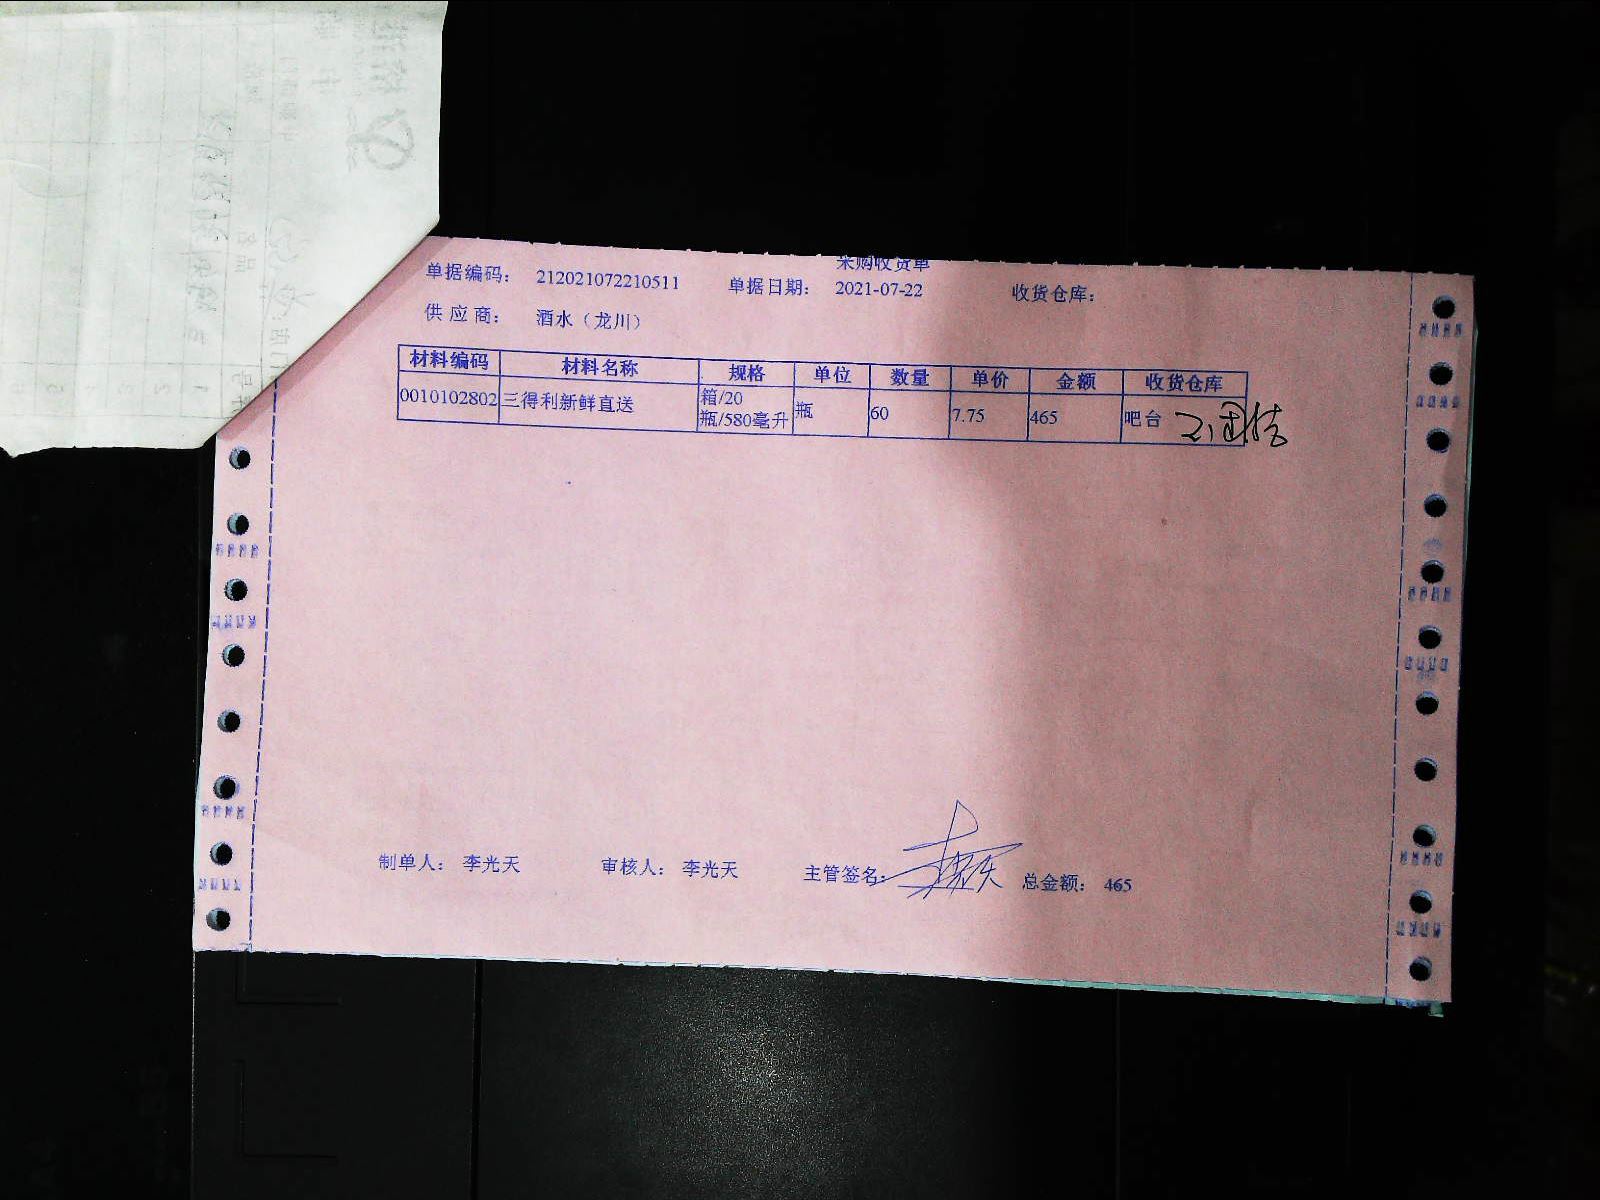 采购收货单
单据编码： 212021072210511 单据日期： 2021-07-22 收货仓库：
供 应 商： 酒水（龙川）
材料编码 材料名称 规格 单位 数量 单价 金额 收货仓库
0010102802 三得利新鲜直送 箱/20 瓶 60 7.75 465 吧台
瓶/580毫升
制单人： 李光天 审核人： 李光天 主管签名： 总金额： 465